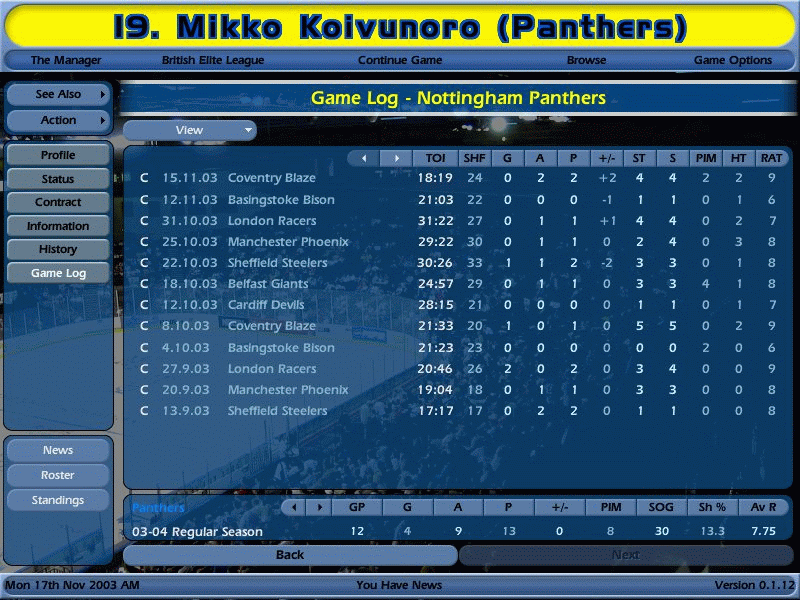 19. Mikko Koivunoro (Panthers)
The Manager British Elite League Continue Game Browse Game Options
See Also
Action
Profile
Status
Contract
Information
History
Game Log
News
Roster
Standings
Game Log - Nottingham Panthers
View
TOI SHF G A P +/- ST S PIM HT RAT
C 15.11.03 Coventry Blaze 18:19 24 0 2 2 +2 4 4 2 2 9
C 12.11.03 Basingstoke Bison 21:03 22 0 0 0 -1 1 1 0 1 6
C 31.10.03 London Racers 31:22 27 0 1 1 +1 4 4 0 2 7
C 25.10.03 Manchester Phoenix 29:22 30 0 1 1 0 2 4 0 3 8
C 22.10.03 Sheffield Steelers 30:26 33 1 1 2 -2 3 3 0 1 8
C 18.10.03 Belfast Giants 24:57 29 0 1 1 0 3 3 4 1 8
C 12.10.03 Cardiff Devils 28:15 21 0 0 0 0 1 1 0 1 7
C 8.10.03 Coventry Blaze 21:33 20 1 0 1 0 5 5 0 2 9
C 4.10.03 Basingstoke Bison 21:23 23 0 0 0 0 0 0 2 0 6
C 27.9.03 London Racers 20:46 26 2 0 2 0 3 4 0 0 9
C 20.9.03 Manchester Phoenix 19:04 18 0 1 1 0 3 3 0 0 8
C 13.9.03 Sheffield Steelers 17:17 17 0 2 2 0 1 1 0 0 8
Panthers GP G A P +/- PIM SOG Sh % Av R
03-04 Regular Season 12 4 9 13 0 8 30 13.3 7.75
Back Next
Mon 17th Nov 2003 AM You Have News Version 0.1.12